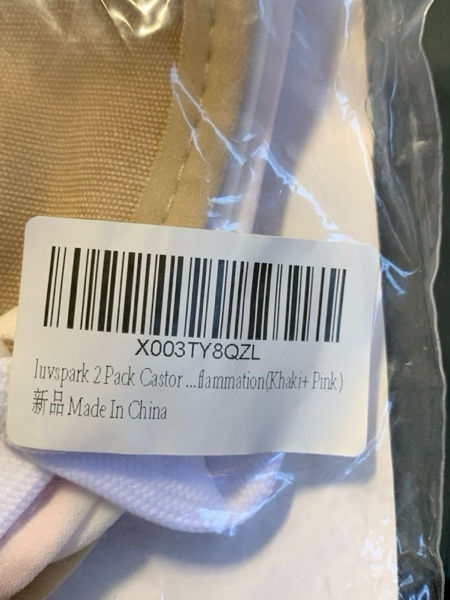 X003TY8QZL
luvspark 2 Pack Castor ...flammation(Khaki+ Pink)
新品 Made In China